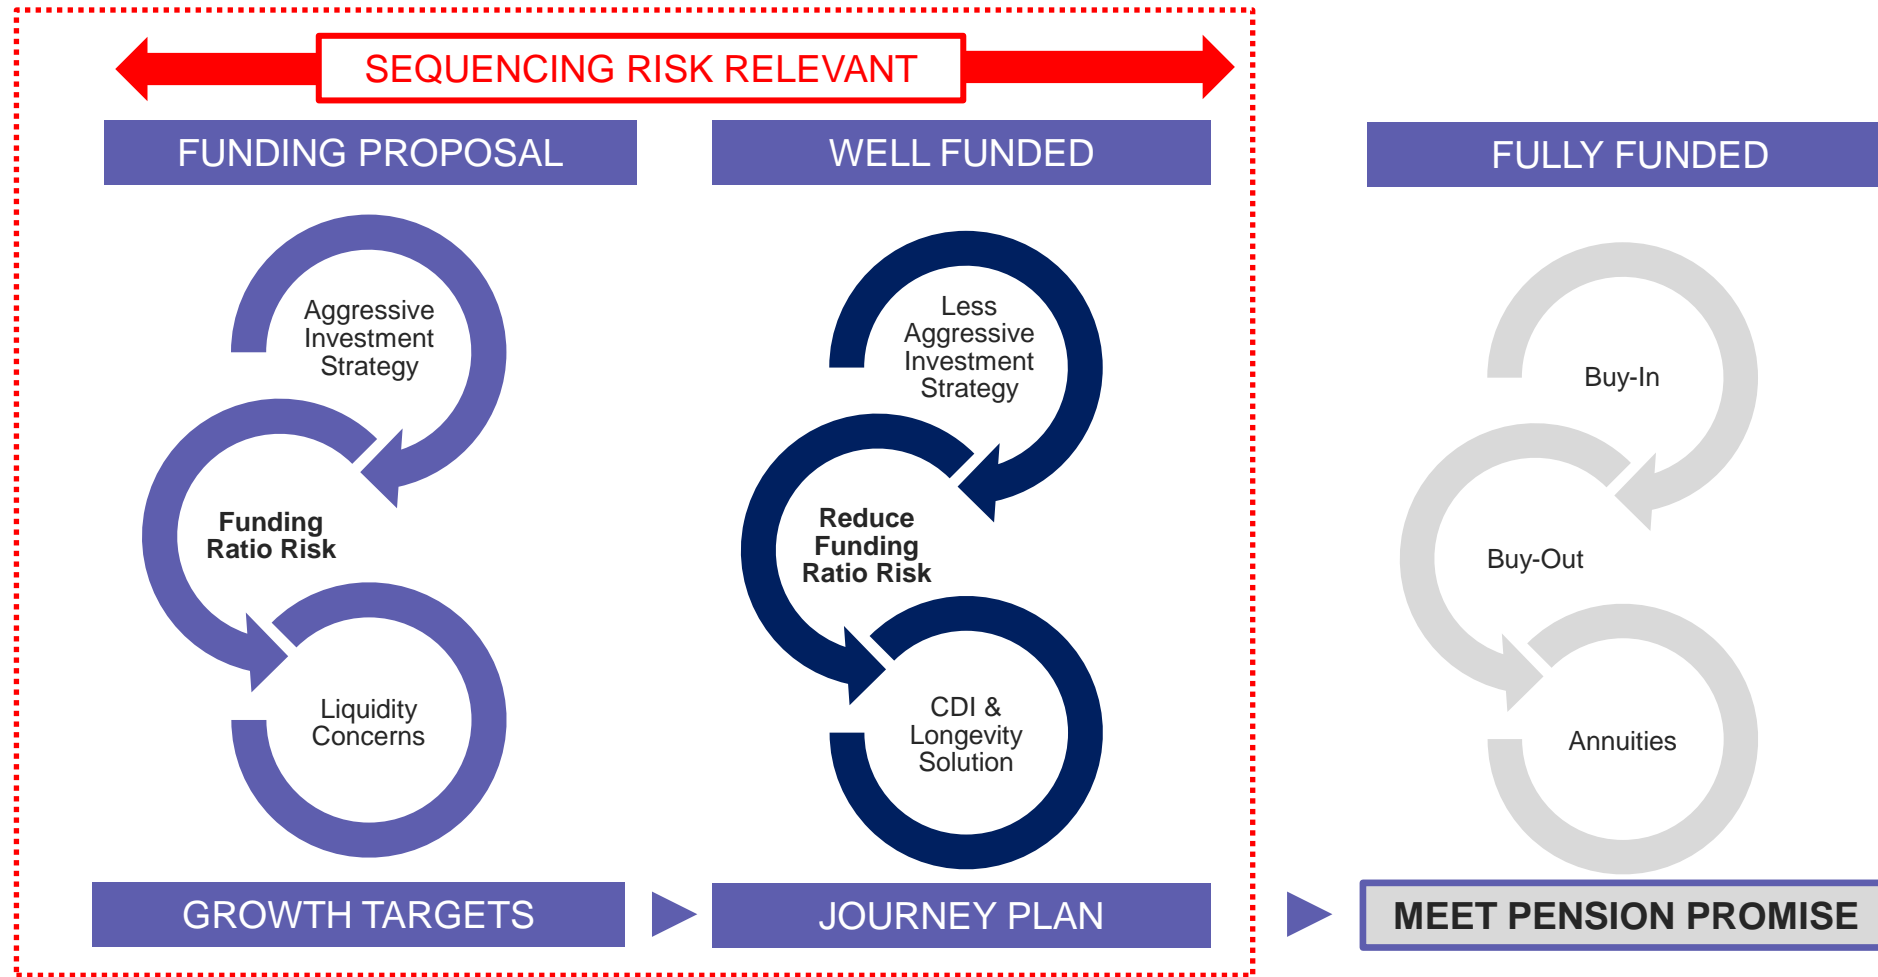 SEQUENCING RISK RELEVANT
FUNDING PROPOSAL
Aggressive
Investment
Strategy
Funding
Ratio Risk
Liquidity
Concerns
GROWTH TARGETS
WELL FUNDED
Less
Aggressive
Investment
Strategy
Reduce
Funding
Ratio Risk
CDI &
Longevity
Solution
JOURNEY PLAN
FULLY FUNDED
Buy-In
Buy-Out
Annuities
MEET PENSION PROMISE